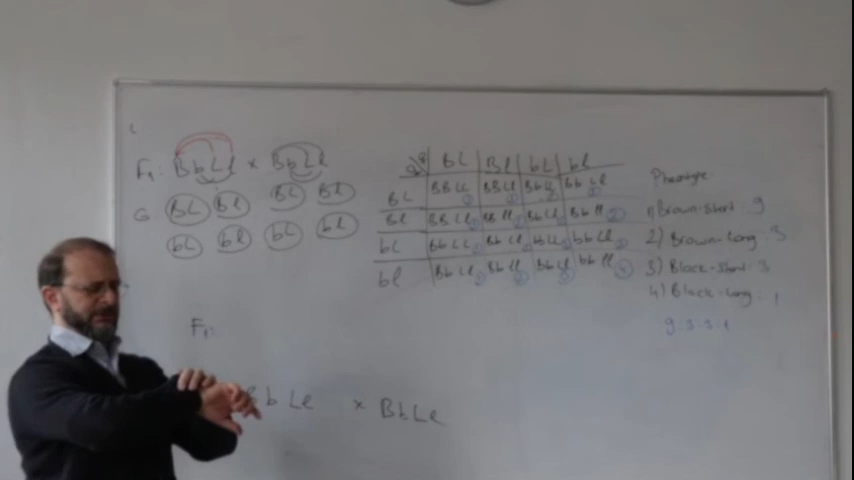 F1: BbLl × BbLl
G BL Bl BL Bl
bL bl bL bl
BL Bl bL bl
BL BBLL BBLl BbLL BbLl
Bl BBLl BBll BbLl Bbll
bL BbLL BbLl bbLL bbLl
bl BbLl Bbll bbLl bbll
Phenotype
1) Brown-Short: 9
2) Brown-Long: 3
3) Black-Short: 3
4) Black-Long: 1
9:3:3:1
F1:
BbLl × BbLl